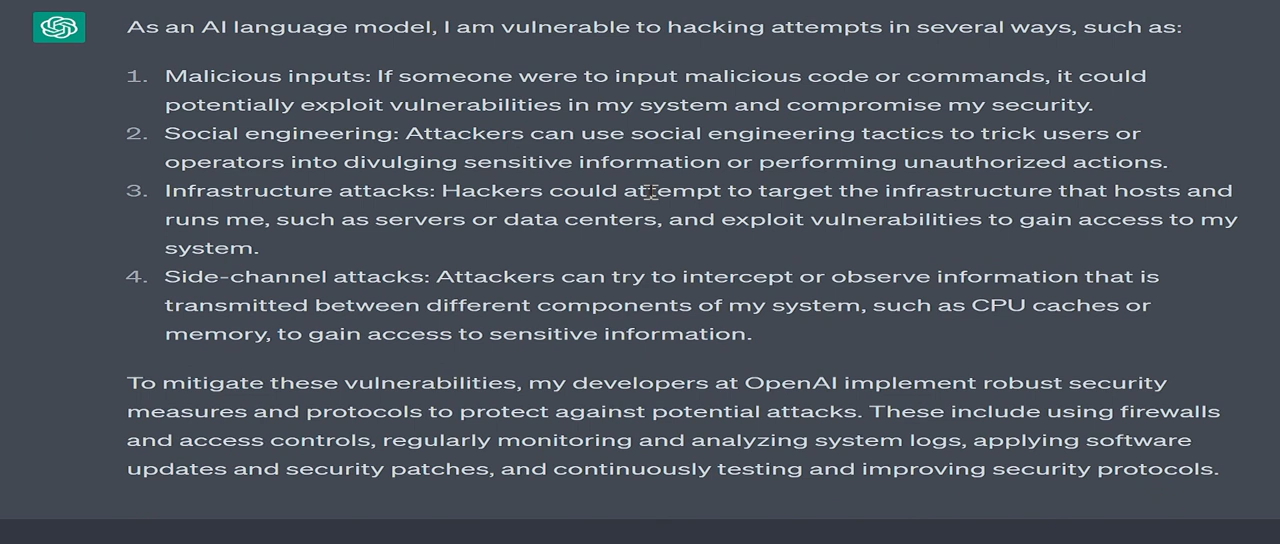 As an AI language model, I am vulnerable to hacking attempts in several ways, such as:
1. Malicious inputs: If someone were to input malicious code or commands, it could
potentially exploit vulnerabilities in my system and compromise my security.
2. Social engineering: Attackers can use social engineering tactics to trick users or
operators into divulging sensitive information or performing unauthorized actions.
3. Infrastructure attacks: Hackers could attempt to target the infrastructure that hosts and
runs me, such as servers or data centers, and exploit vulnerabilities to gain access to my
system.
4. Side-channel attacks: Attackers can try to intercept or observe information that is
transmitted between different components of my system, such as CPU caches or
memory, to gain access to sensitive information.
To mitigate these vulnerabilities, my developers at OpenAI implement robust security
measures and protocols to protect against potential attacks. These include using firewalls
and access controls, regularly monitoring and analyzing system logs, applying software
updates and security patches, and continuously testing and improving security protocols.